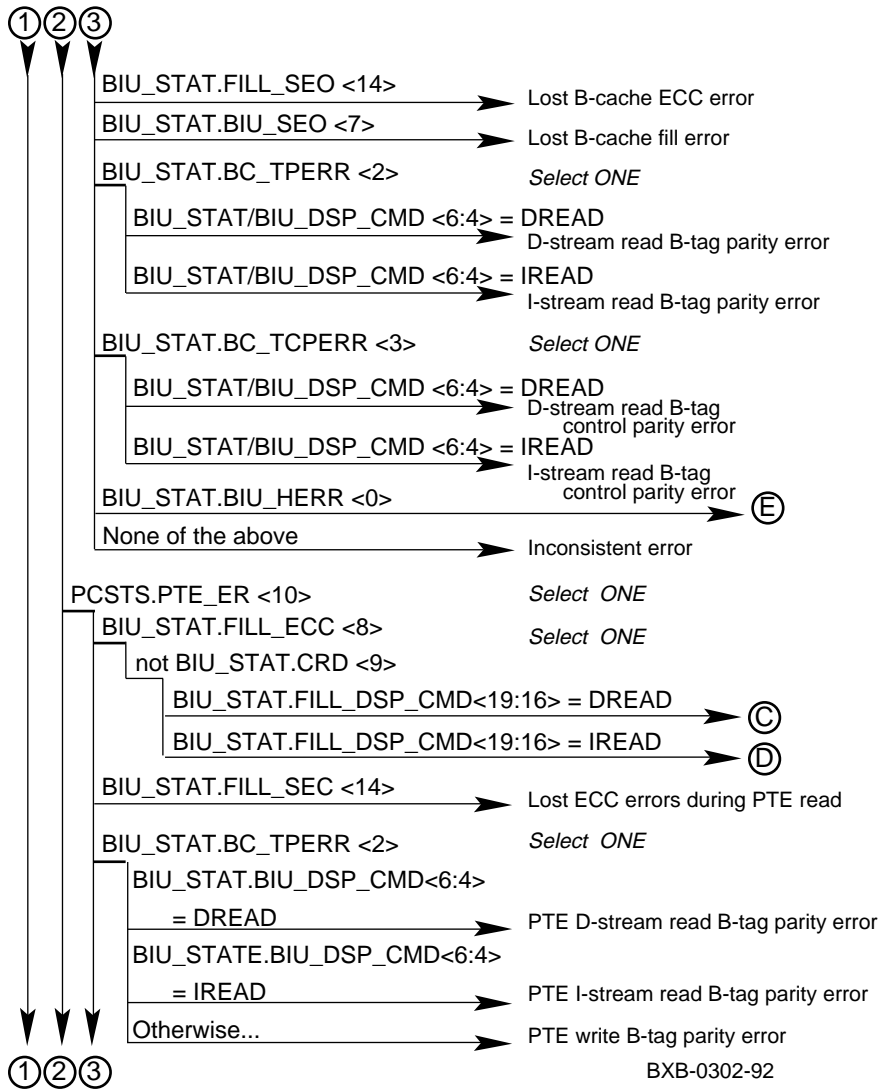 1 2 3
BIU_STAT.FILL_SEO <14>
Lost B-cache ECC error
BIU_STAT.BIU_SEO <7>
Lost B-cache fill error
BIU_STAT.BC_TPERR <2>
Select ONE
BIU_STAT/BIU_DSP_CMD <6:4> = DREAD
D-stream read B-tag parity error
BIU_STAT/BIU_DSP_CMD <6:4> = IREAD
I-stream read B-tag parity error
BIU_STAT.BC_TCPERR <3>
Select ONE
BIU_STAT/BIU_DSP_CMD <6:4> = DREAD
D-stream read B-tag
control parity error
BIU_STAT/BIU_DSP_CMD <6:4> = IREAD
I-stream read B-tag
control parity error
BIU_STAT.BIU_HERR <0>
E
None of the above
Inconsistent error
PCSTS.PTE_ER <10>
Select ONE
BIU_STAT.FILL_ECC <8>
Select ONE
not BIU_STAT.CRD <9>
BIU_STAT.FILL_DSP_CMD<19:16> = DREAD
C
BIU_STAT.FILL_DSP_CMD<19:16> = IREAD
D
BIU_STAT.FILL_SEC <14>
Lost ECC errors during PTE read
BIU_STAT.BC_TPERR <2>
Select ONE
BIU_STAT.BIU_DSP_CMD<6:4>
= DREAD
PTE D-stream read B-tag parity error
BIU_STATE.BIU_DSP_CMD<6:4>
= IREAD
PTE I-stream read B-tag parity error
Otherwise...
PTE write B-tag parity error
BXB-0302-92
1 2 3